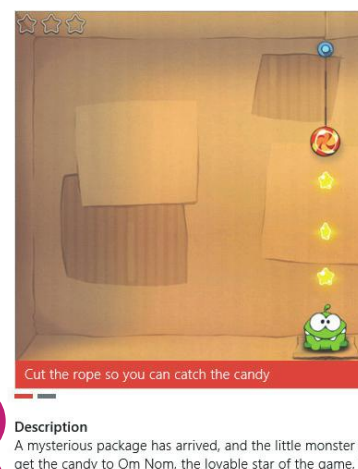 Cut the rope so you can catch the candy
Description
A mysterious package has arrived, and the little monster
get the candy to Om Nom, the lovable star of the game,